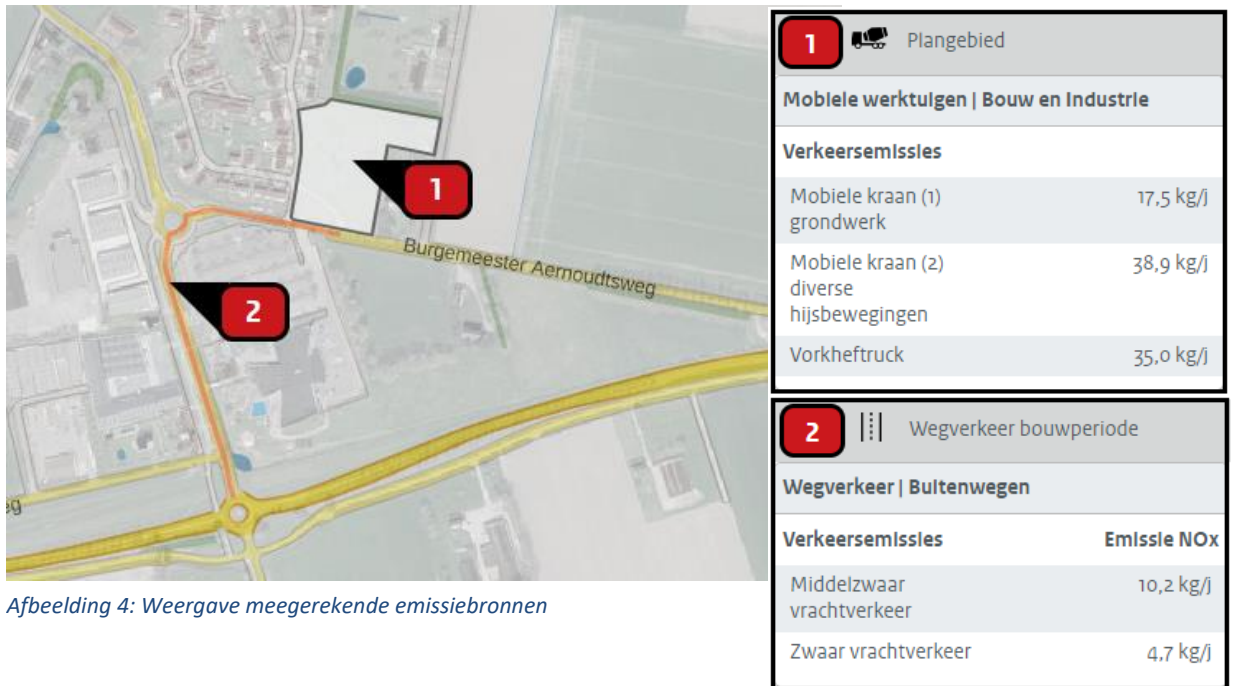 Burgemeester Aernoudtsweg
eg
1
2
Afbeelding 4: Weergave meegerekende emissiebronnen
1 Plangebied
Mobiele werktuigen | Bouw en Industrie
Verkeersemissies
Mobiele kraan (1) 17,5 kg/j
grondwerk
Mobiele kraan (2) 38,9 kg/j
diverse
hijsbewegingen
Vorkheftruck 35,0 kg/j
2 Wegverkeer bouwperiode
Wegverkeer | Buitenwegen
Verkeersemissies Emissie NOx
Middelzwaar 10,2 kg/j
vrachtverkeer
Zwaar vrachtverkeer 4,7 kg/j